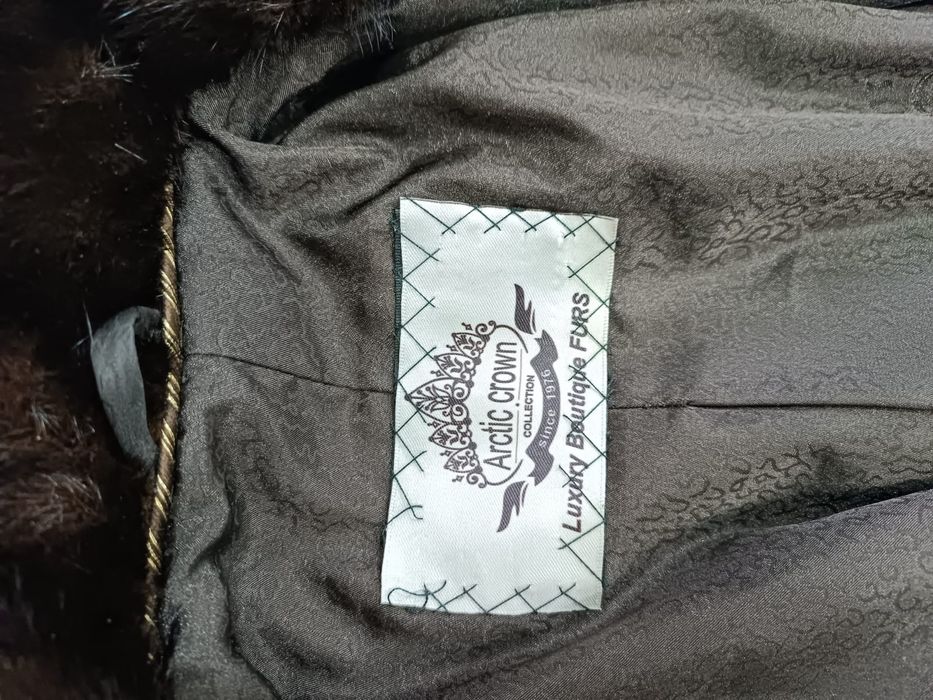 Arctic crown
COLLECTION
since 1976
Luxury Boutique FURS